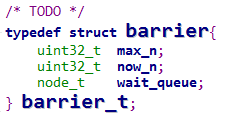 /* TODO */
typedef struct barrier{
    uint32_t  max_n;
    uint32_t  now_n;
    node_t    wait_queue;
} barrier_t;